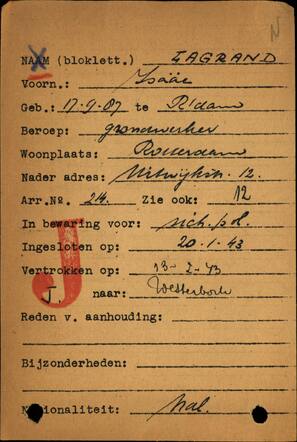 N
X
NAAM (bloklett.) ZAGRAND
Voorn.: Isaäc
Geb.: 17-9-07 te R'dam
Beroep: grondwerker
Woonplaats: Rotterdam
Nader adres: 12.
Arr.No. 24. Zie ook: 12
In bewaring voor: sich.pol.
Ingesloten op: 20-1-43
Vertrokken op: 13-2-43
J. naar: Westerbork
Reden v. aanhouding:
J
Bijzonderheden:
Nationaliteit: Ned.